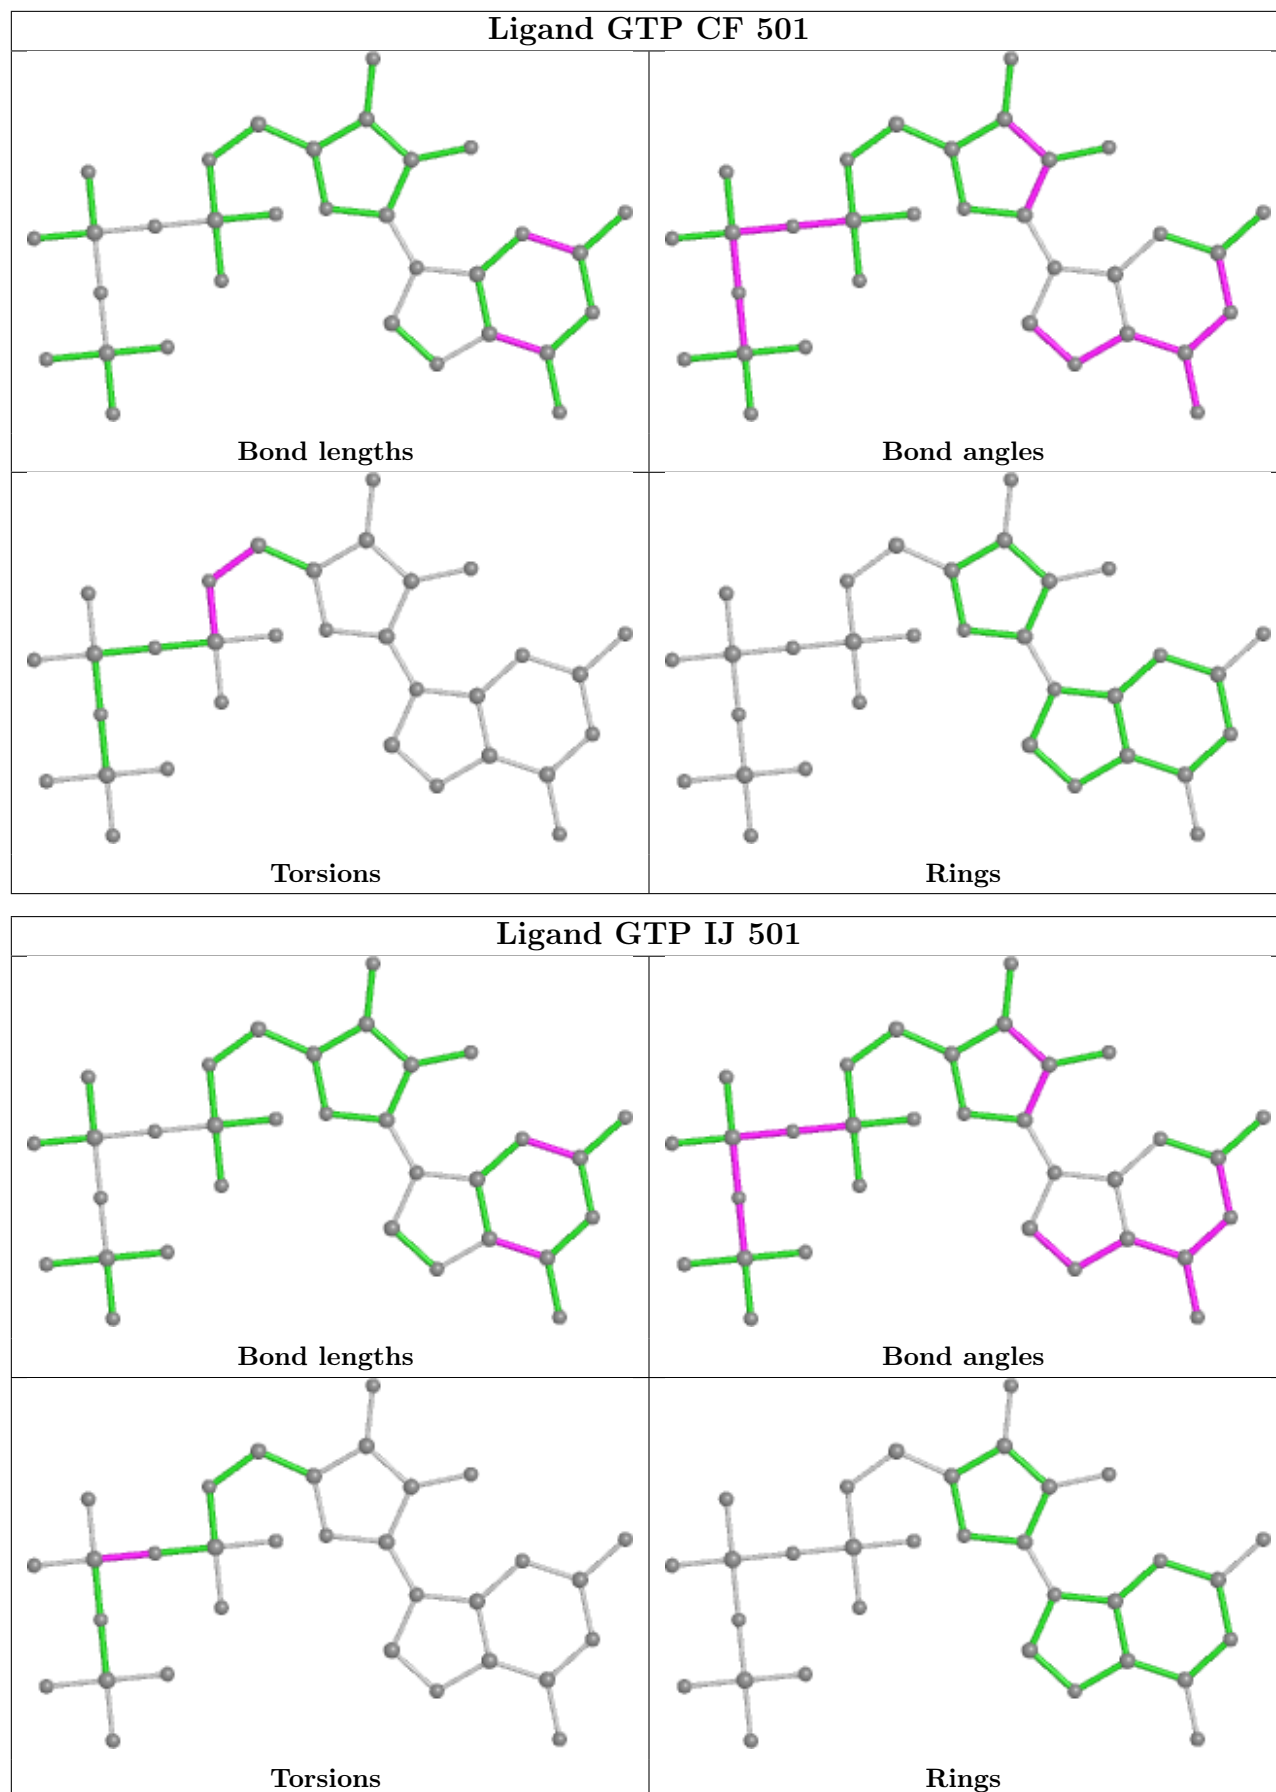 Ligand GTP CF 501
Bond lengths
Bond angles
Torsions
Rings
Ligand GTP IJ 501
Bond lengths
Bond angles
Torsions
Rings